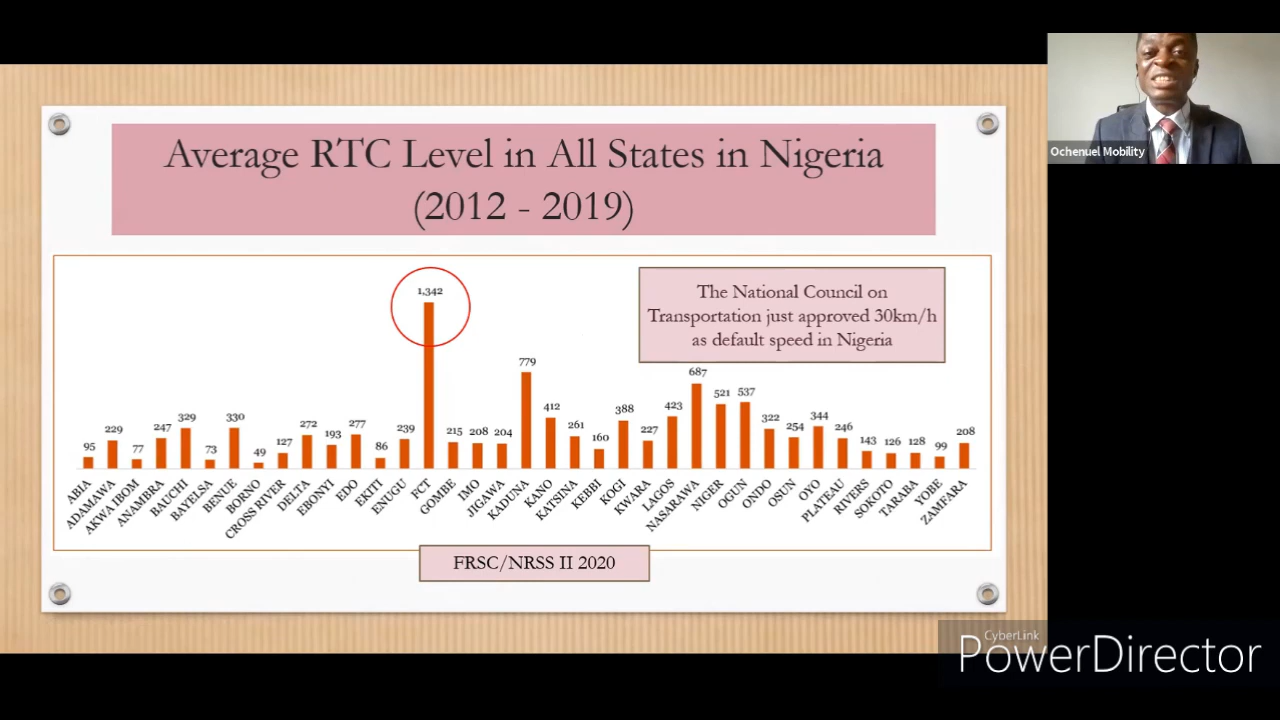 Average RTC Level in All States in Nigeria
(2012 - 2019)
Ochenuel Mobility
The National Council on
Transportation just approved 30km/h
as default speed in Nigeria
95 229 77 247 329 73 330 49 127 272 193 277 86 239 1,342 215 208 204 779 412 261 160 388 227 423 687 521 537 322 254 344 246 143 126 128 99 208
ABIA ADAMAWA AKWA IBOM ANAMBRA BAUCHI BAYELSA BENUE BORNO CROSS RIVER DELTA EBONYI EDO EKITI ENUGU FCT GOMBE IMO JIGAWA KADUNA KANO KATSINA KEBBI KOGI KWARA LAGOS NASARAWA NIGER OGUN ONDO OSUN OYO PLATEAU RIVERS SOKOTO TARABA YOBE ZAMFARA
FRSC/NRSS II 2020
CyberLink
PowerDirector